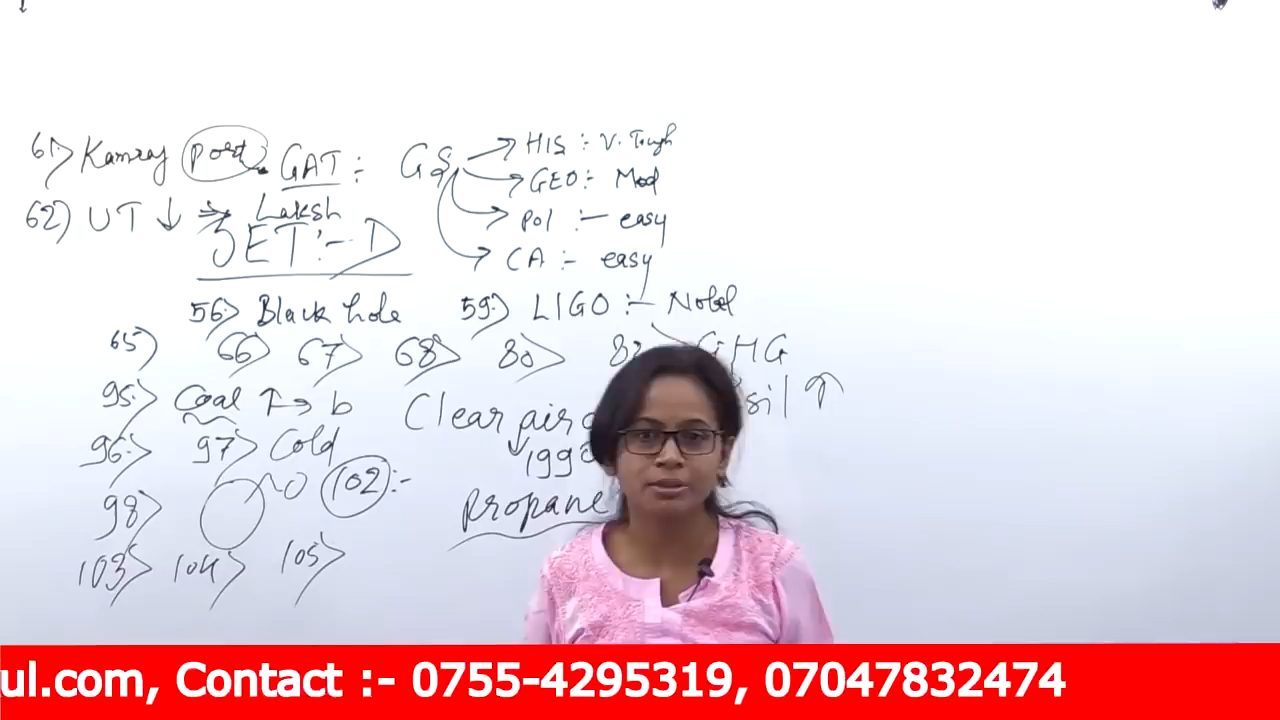 61) Kamraj port. GAT : GS HIS : V. Tough
GEO : Mod
62) UT ↓ ⇒ Laksh
Pol :- easy
SET :- D
CA :- easy
56) Black hole 59) LIGO :- Nobel
65) 66) 67) 68) 80) GHG
95) Coal ↑→ b Clear air sil ↑
96) 97) Cold 199
98) 102 :- Propane
103) 104) 105)
ul.com, Contact :- 0755-4295319, 07047832474